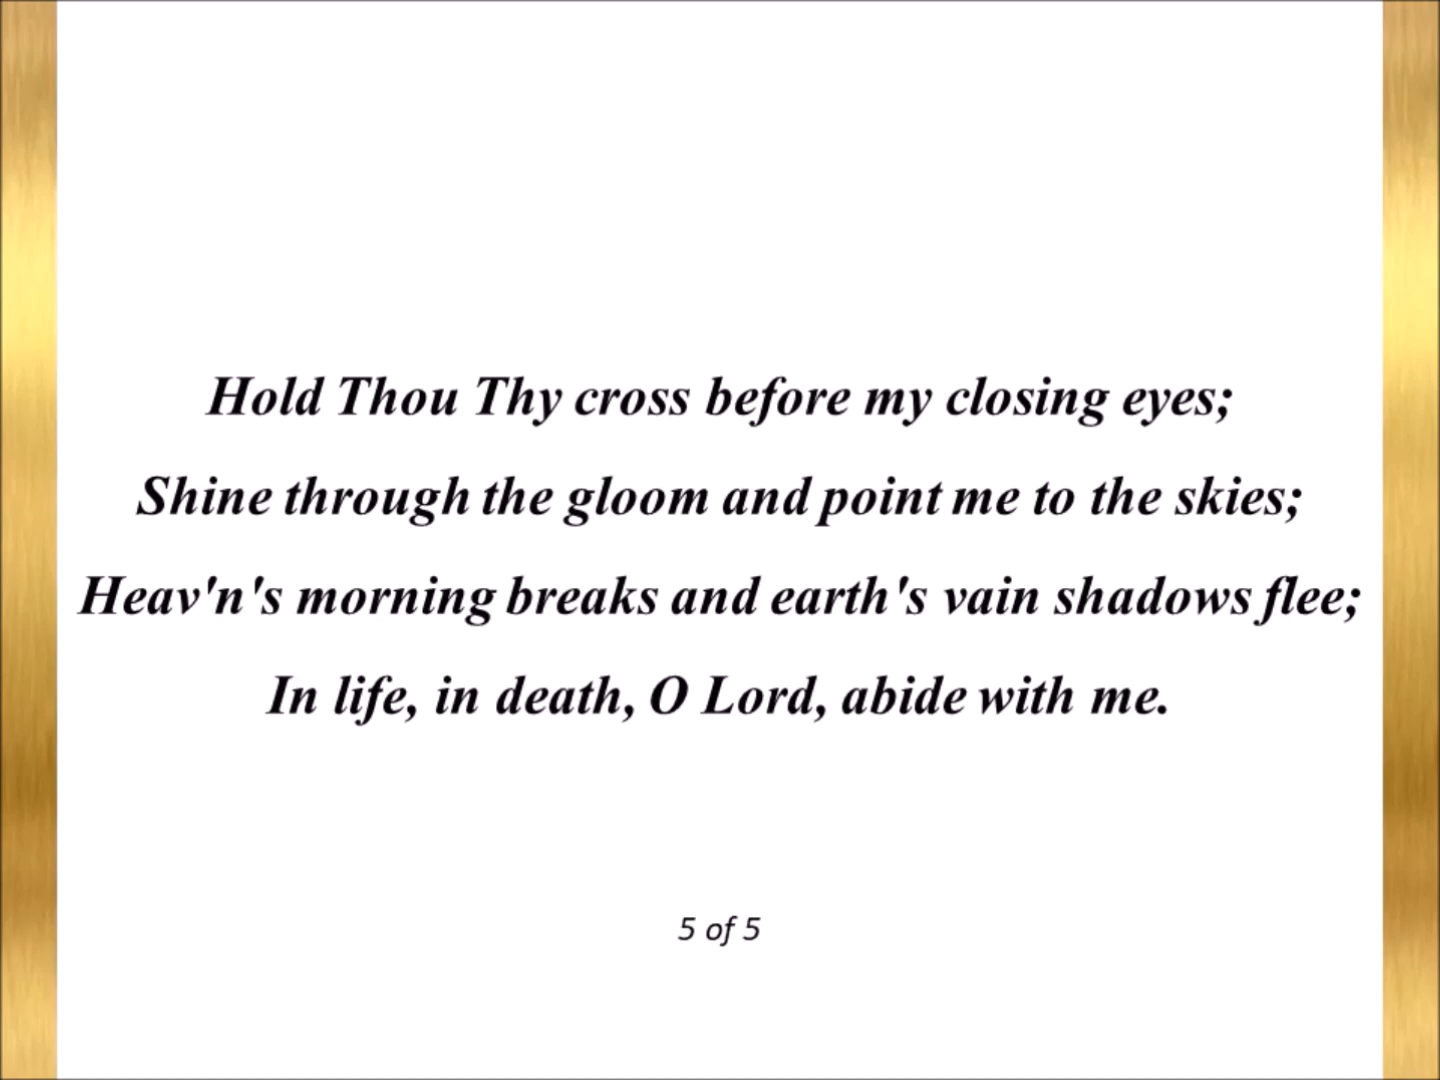 Hold Thou Thy cross before my closing eyes;
Shine through the gloom and point me to the skies;
Heav'n's morning breaks and earth's vain shadows flee;
In life, in death, O Lord, abide with me.
5 of 5